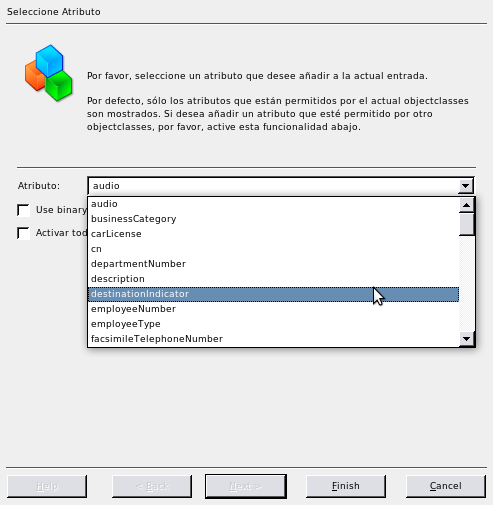 Seleccione Atributo
Por favor, seleccione un atributo que desee añadir a la actual entrada.
Por defecto, sólo los atributos que están permitidos por el actual objectclasses
son mostrados. Si desea añadir un atributo que esté permitido por otro
objectclasses, por favor, active esta funcionalidad abajo.
Atributo: audio
audio
Use binary businessCategory
carLicense
Activar tod
cn
departmentNumber
description
destinationIndicator
employeeNumber
employeeType
facsimileTelephoneNumber
Help < Back Next > Finish Cancel